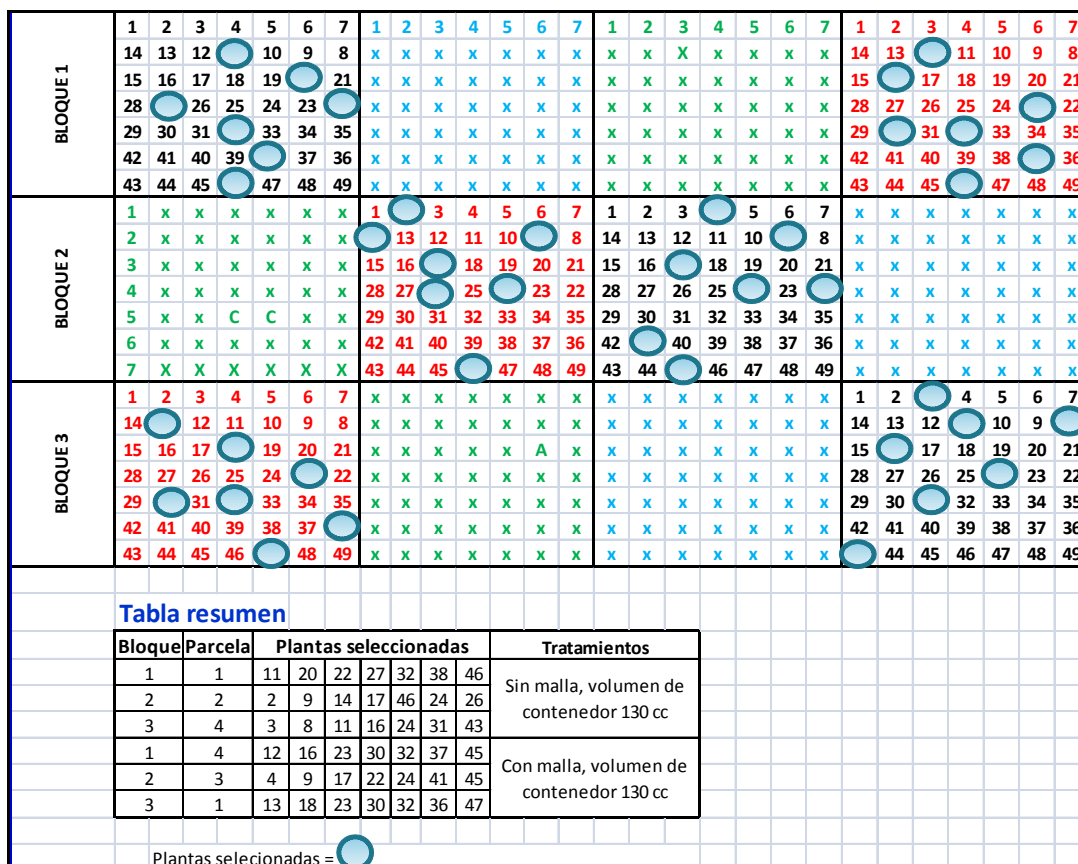 1 2 3 4 5 6 7 1 2 3 4 5 6 7 1 2 3 4 5 6 7 1 2 3 4 5 6 7
14 13 12 10 9 8 x x x x x x x x x X x x x x 14 13 11 10 9 8
15 16 17 18 19 21 x x x x x x x x x x x x x x 15 17 18 19 20 21
28 26 25 24 23 x x x x x x x x x x x x x x 28 27 26 25 24 22
BLOQUE 1
29 30 31 33 34 35 x x x x x x x x x x x x x x 29 31 33 34 35
42 41 40 39 37 36 x x x x x x x x x x x x x x 42 41 40 39 38 36
43 44 45 47 48 49 x x x x x x x x x x x x x x 43 44 45 47 48 49
1 x x x x x x 1 3 4 5 6 7 1 2 3 5 6 7 x x x x x x x
2 x x x x x x 13 12 11 10 8 14 13 12 11 10 8 x x x x x x x
3 x x x x x x 15 16 18 19 20 21 15 16 18 19 20 21 x x x x x x x
4 x x x x x x 28 27 25 23 22 28 27 26 25 23 x x x x x x x
BLOQUE 2
5 x x C C x x 29 30 31 32 33 34 35 29 30 31 32 33 34 35 x x x x x x x
6 x x x x x x 42 41 40 39 38 37 36 42 40 39 38 37 36 x x x x x x x
7 X X X X X X 43 44 45 47 48 49 43 44 46 47 48 49 x x x x x x x
1 2 3 4 5 6 7 x x x x x x x x x x x x x x 1 2 4 5 6 7
14 12 11 10 9 8 x x x x x x x x x x x x x x 14 13 12 10 9
15 16 17 19 20 21 x x x x x A x x x x x x x x 15 17 18 19 20 21
28 27 26 25 24 22 x x x x x x x x x x x x x x 28 27 26 25 23 22
BLOQUE 3
29 31 33 34 35 x x x x x x x x x x x x x x 29 30 32 33 34 35
42 41 40 39 38 37 x x x x x x x x x x x x x x 42 41 40 39 38 37 36
43 44 45 46 48 49 x x x x x x x x x x x x x x 44 45 46 47 48 49
Tabla resumen
Bloque Parcela Plantas seleccionadas Tratamientos
1 1 11 20 22 27 32 38 46
2 2 2 9 14 17 46 24 26
3 4 3 8 11 16 24 31 43
Sin malla, volumen de
contenedor 130 cc
1 4 12 16 23 30 32 37 45
2 3 4 9 17 22 24 41 45
3 1 13 18 23 30 32 36 47
Con malla, volumen de
contenedor 130 cc
Plantas selecionadas =